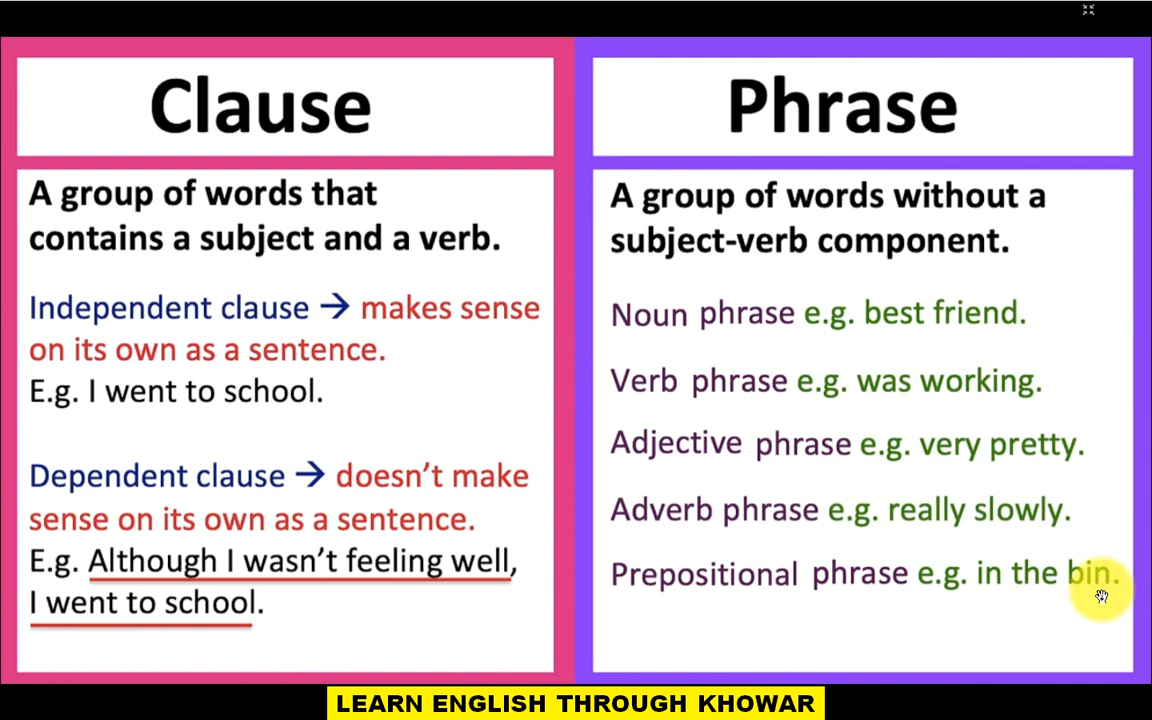 Clause
A group of words that
contains a subject and a verb.
Independent clause → makes sense
on its own as a sentence.
E.g. I went to school.
Dependent clause → doesn't make
sense on its own as a sentence.
E.g. Although I wasn't feeling well,
I went to school.
Phrase
A group of words without a
subject-verb component.
Noun phrase e.g. best friend.
Verb phrase e.g. was working.
Adjective phrase e.g. very pretty.
Adverb phrase e.g. really slowly.
Prepositional phrase e.g. in the bin.
LEARN ENGLISH THROUGH KHOWAR